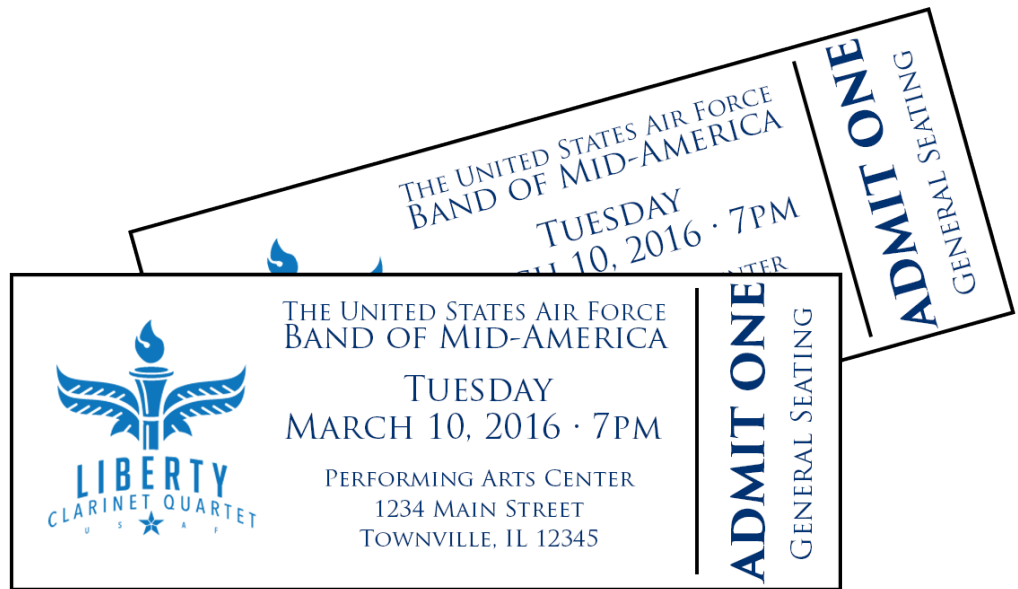 The United States Air Force
Band of Mid-America
Tuesday
10, 2016 · 7pm
ADMIT ONE
General Seating
The United States Air Force
Band of Mid-America
Tuesday
March 10, 2016 · 7pm
Performing Arts Center
1234 Main Street
Townville, IL 12345
LIBERTY
CLARINET QUARTET
USAF
ADMIT ONE
General Seating